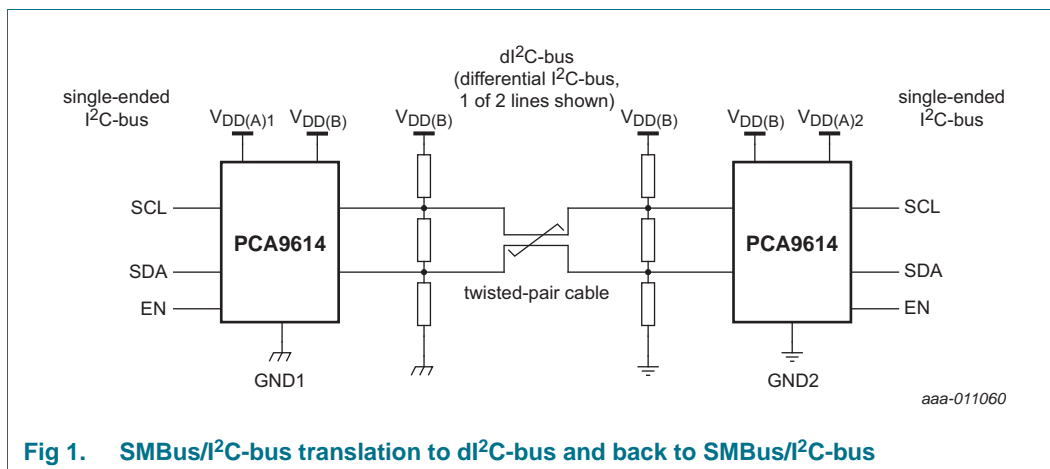 dI²C-bus
(differential I²C-bus,
1 of 2 lines shown)
single-ended
I²C-bus
VDD(A)1
VDD(B)
VDD(B)
VDD(B)
VDD(B)
VDD(A)2
single-ended
I²C-bus
SCL
SDA
EN
PCA9614
GND1
twisted-pair cable
PCA9614
GND2
SCL
SDA
EN
aaa-011060
Fig 1. SMBus/I²C-bus translation to dI²C-bus and back to SMBus/I²C-bus